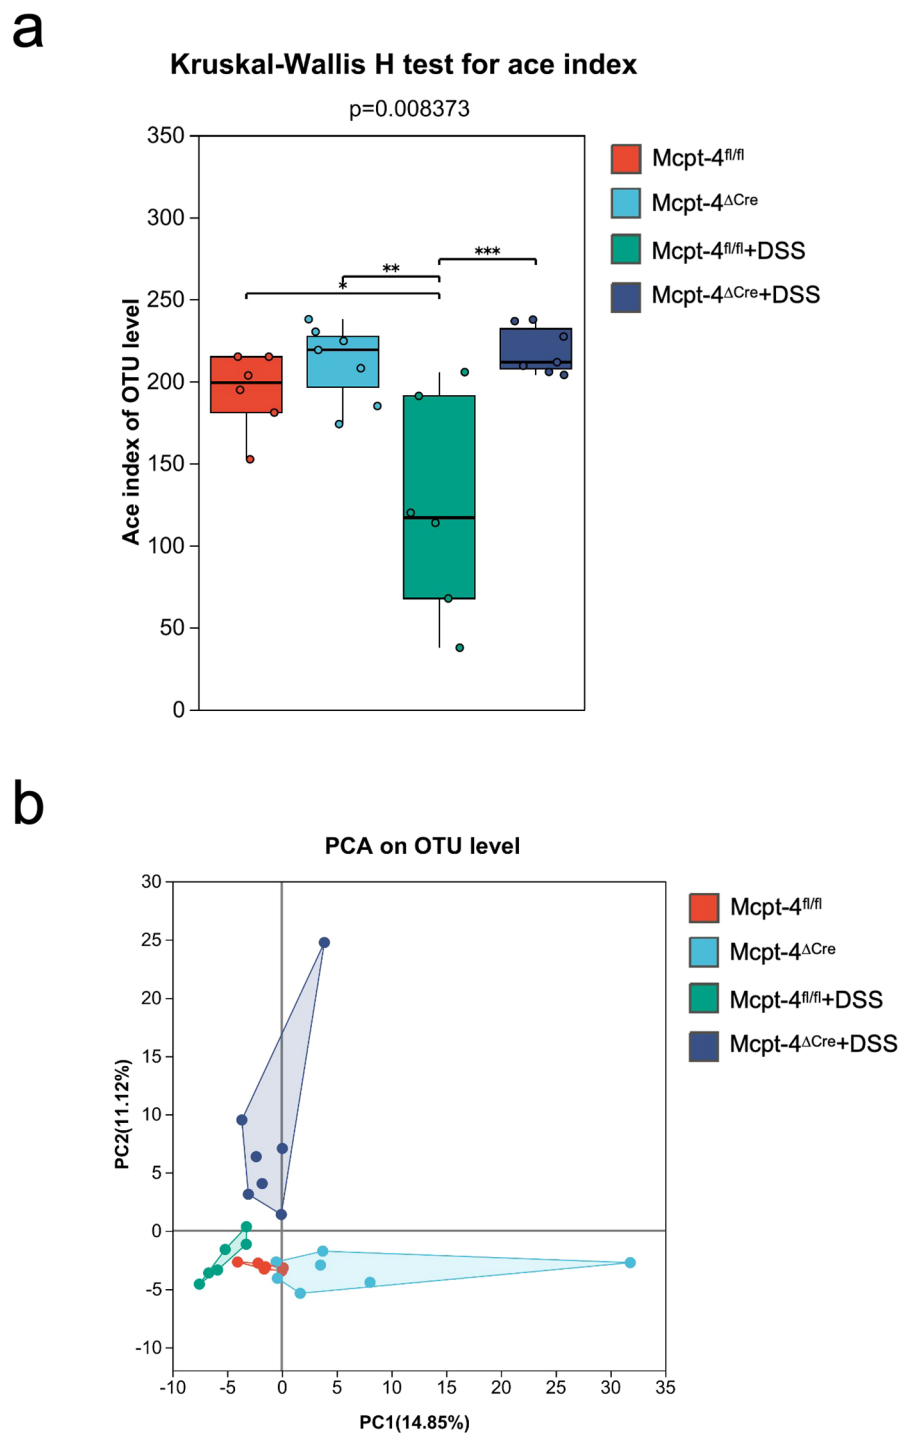 a
Kruskal-Wallis H test for ace index
p=0.008373
Ace index of OTU level
350
300
250
200
150
100
50
0
*
**
***
Mcpt-4fl/fl
Mcpt-4ΔCre
Mcpt-4fl/fl+DSS
Mcpt-4ΔCre+DSS
b
PCA on OTU level
PC2(11.12%)
30
25
20
15
10
5
0
-5
-10
-10 -5 0 5 10 15 20 25 30 35
PC1(14.85%)
Mcpt-4fl/fl
Mcpt-4ΔCre
Mcpt-4fl/fl+DSS
Mcpt-4ΔCre+DSS